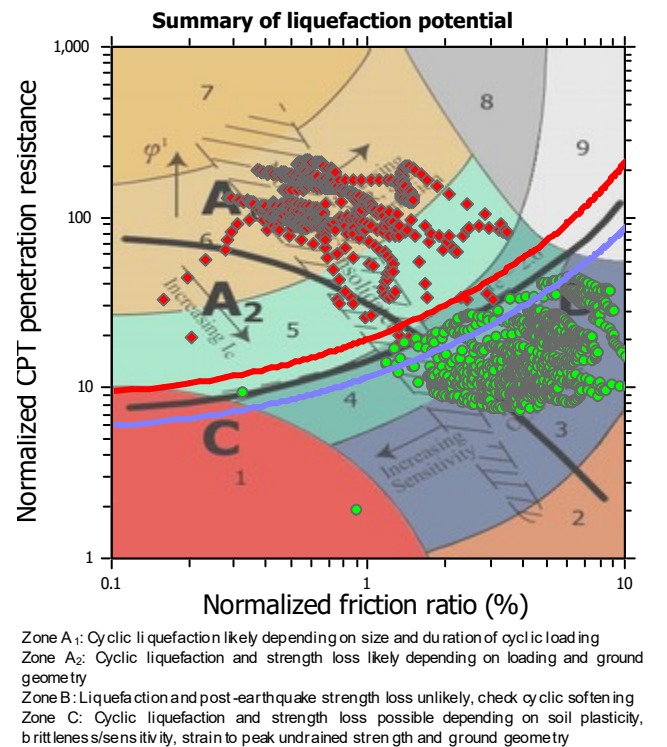 Summary of liquefaction potential
1,000
100
10
1
Normalized CPT penetration resistance
7
8
9
φ'
A
6
A2
Increasing Ic
5
4
C
1
Increasing
Sensitivity
3
2
0.1
1
10
Normalized friction ratio (%)
Zone A1: Cyclic liquefaction likely depending on size and duration of cyclic loading
Zone A2: Cyclic liquefaction and strength loss likely depending on loading and ground
geometry
Zone B: Liquefaction and post-earthquake strength loss unlikely, check cyclic softening
Zone C: Cyclic liquefaction and strength loss possible depending on soil plasticity,
brittleness/sensitivity, strain to peak undrained strength and ground geometry